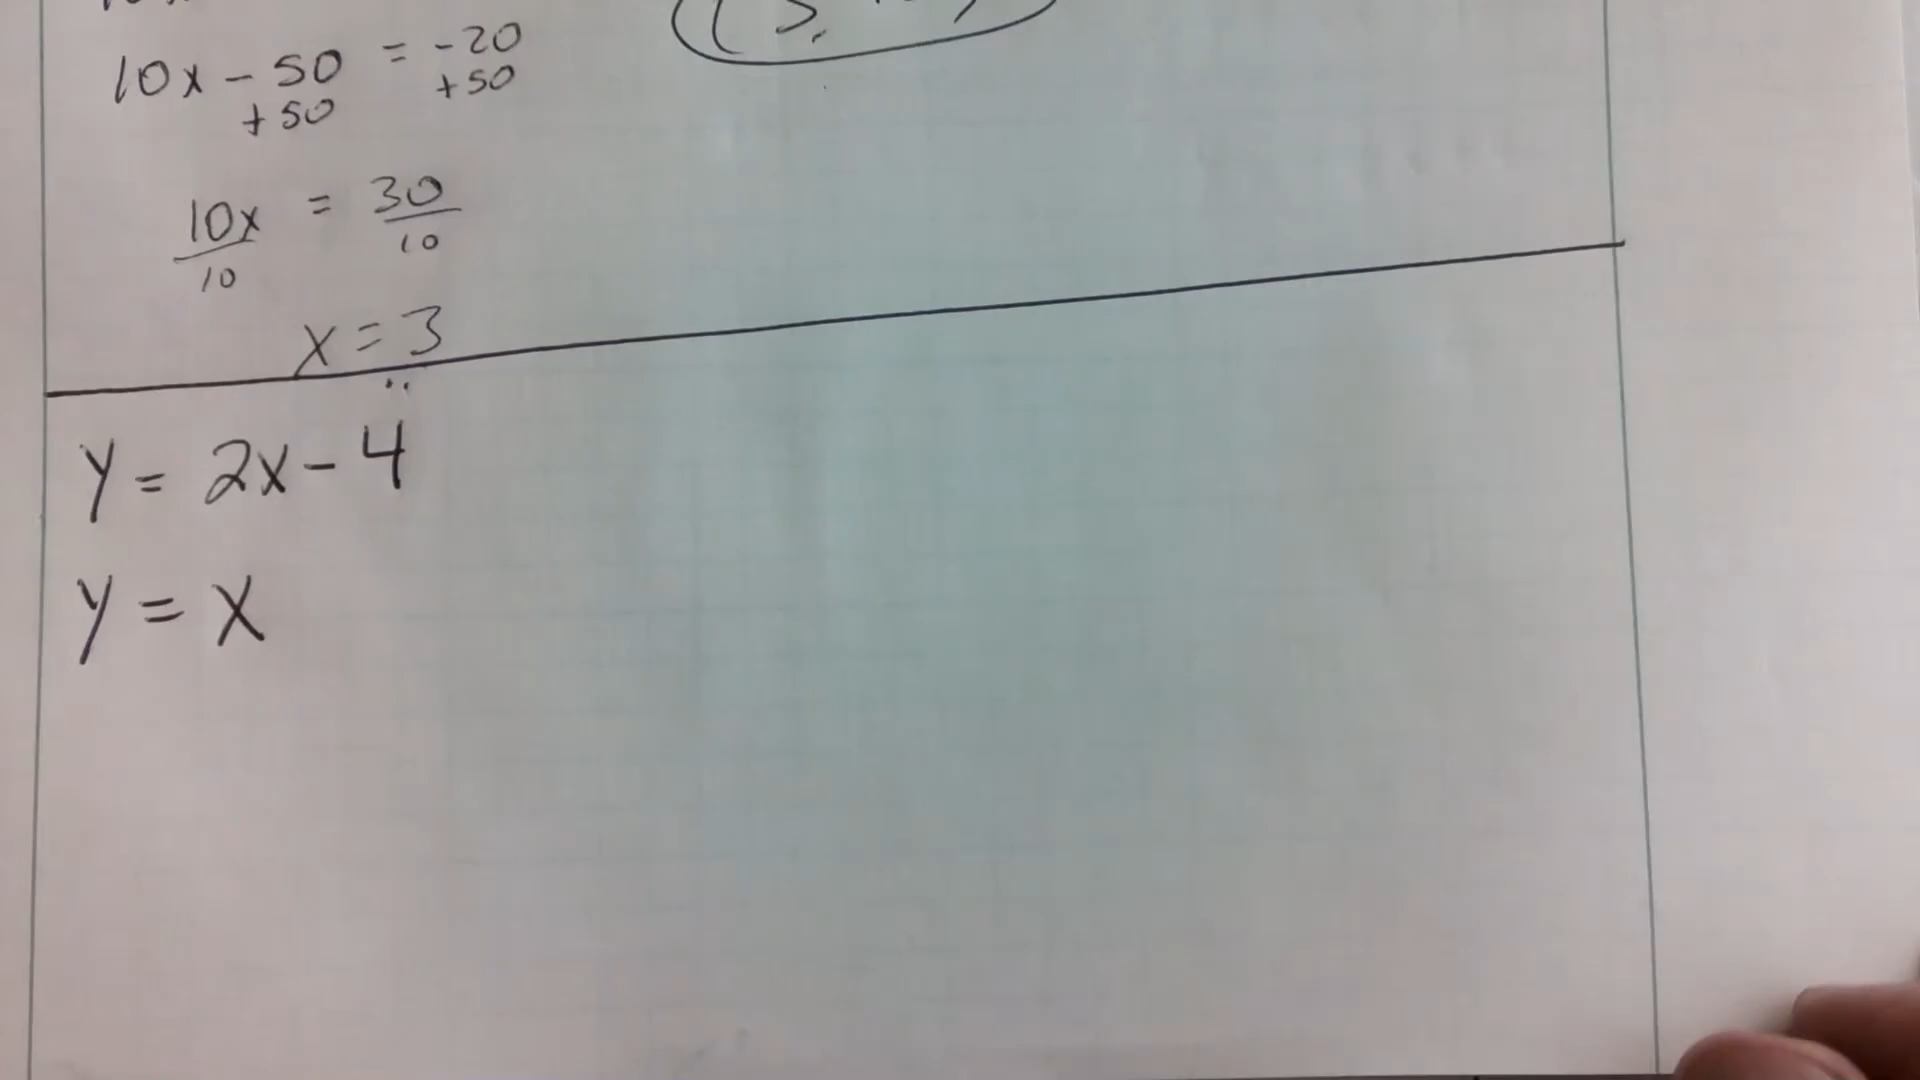 10x - 50 = -20
+50 +50
10x = 30
10 10
x = 3
y = 2x - 4
y = x